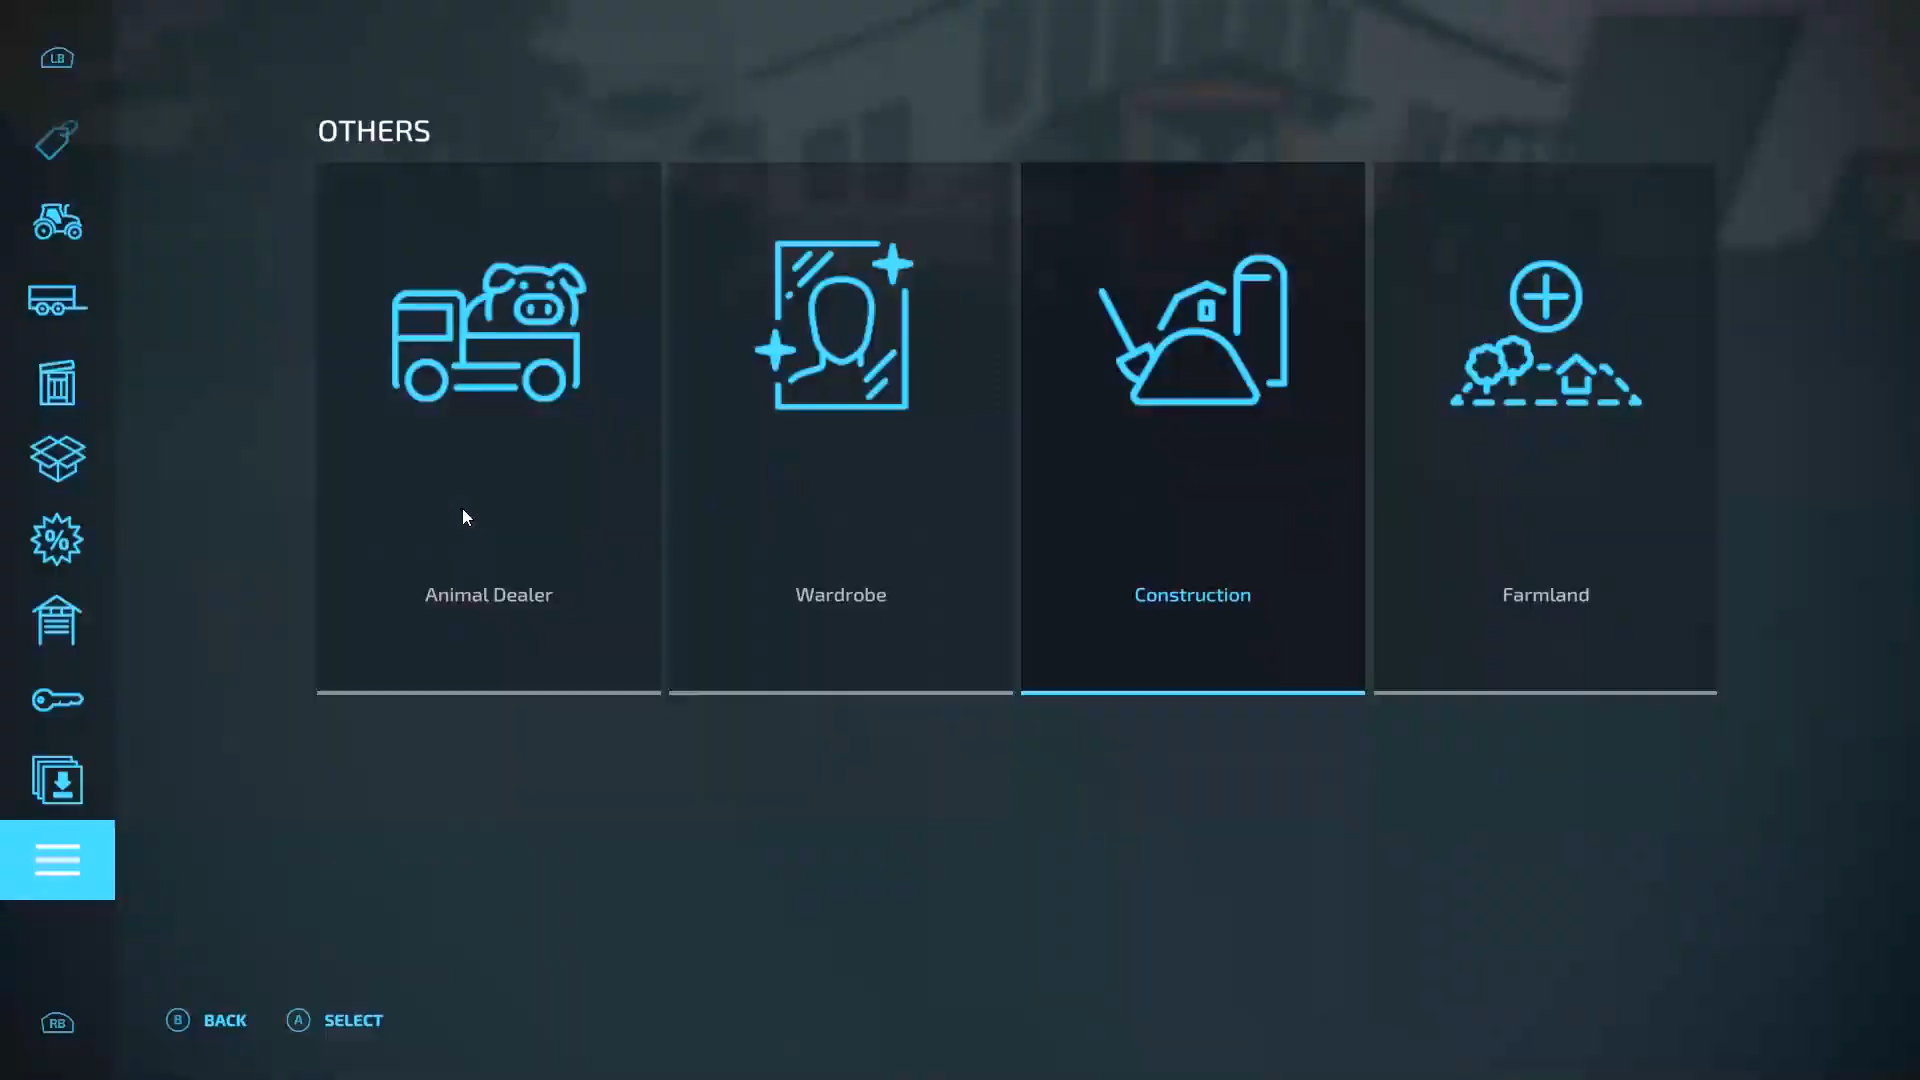 LB
OTHERS
%
Animal Dealer
Wardrobe
Construction
Farmland
RB
B BACK
A SELECT